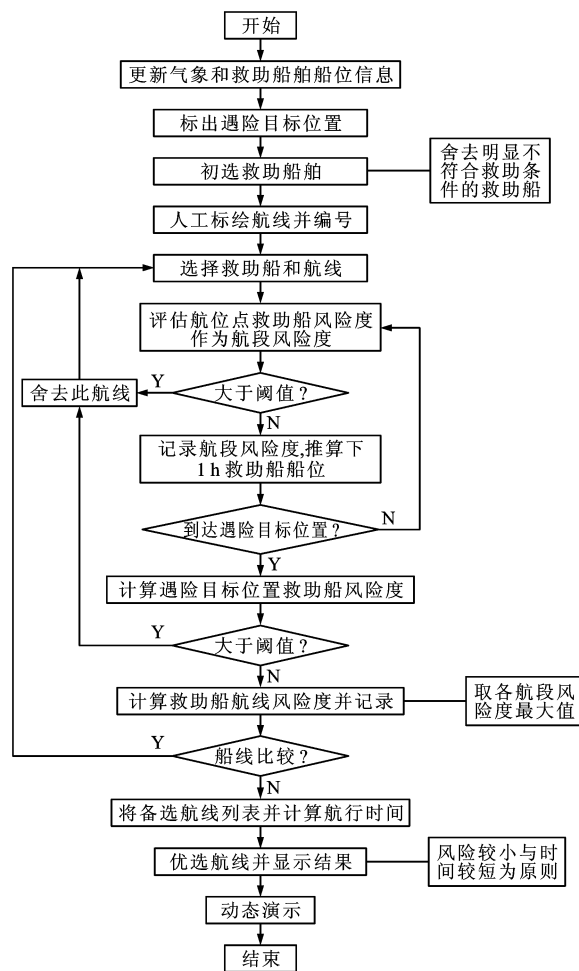 开始
更新气象和救助船舶船位信息
标出遇险目标位置
初选救助船舶
舍去明显不
符合救助条
件的救助船
人工标绘航线并编号
选择救助船和航线
评估航位点救助船风险度
作为航段风险度
Y
舍去此航线
大于阈值?
N
记录航段风险度,推算下
1 h 救助船船位
N
到达遇险目标位置?
Y
计算遇险目标位置救助船风险度
Y
大于阈值?
N
计算救助船航线风险度并记录
取各航段风
险度最大值
Y
船线比较?
N
将备选航线列表并计算航行时间
优选航线并显示结果
风险较小与时
间较短为原则
动态演示
结束